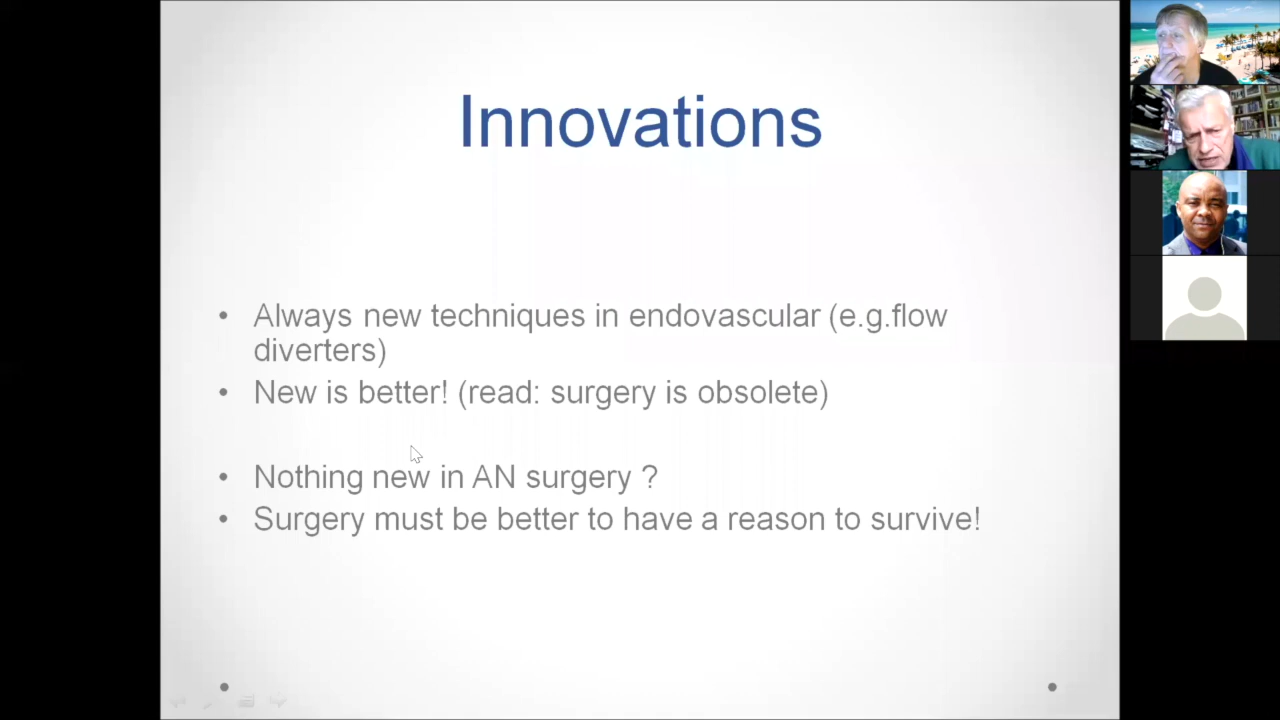 Innovations
• Always new techniques in endovascular (e.g.flow
diverters)
• New is better! (read: surgery is obsolete)
• Nothing new in AN surgery ?
• Surgery must be better to have a reason to survive!